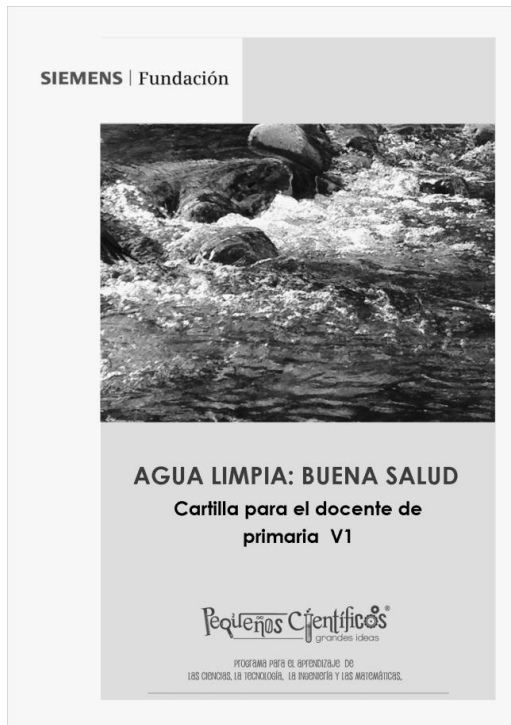 SIEMENS | Fundación
AGUA LIMPIA: BUENA SALUD
Cartilla para el docente de
primaria V1
Pequeños Científicos®
grandes ideas
PROGRAMA PARA EL APRENDIZAJE DE
LAS CIENCIAS, LA TECNOLOGÍA, LA INGENIERÍA Y LAS MATEMÁTICAS.